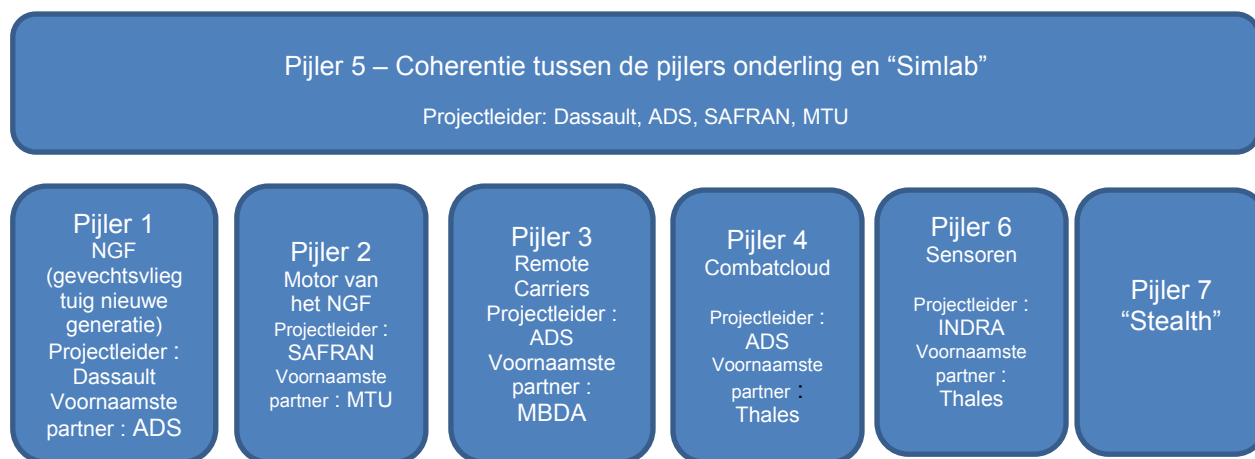 Pijler 5 – Coherentie tussen de pijlers onderling en “Simlab”
Projectleider: Dassault, ADS, SAFRAN, MTU
Pijler 1
NGF
(gevechtsvlieg
tuig nieuwe
generatie)
Projectleider :
Dassault
Voornaamste
partner : ADS
Pijler 2
Motor van
het NGF
Projectleider :
SAFRAN
Voornaamste
partner : MTU
Pijler 3
Remote
Carriers
Projectleider :
ADS
Voornaamste
partner :
MBDA
Pijler 4
Combatcloud
Projectleider :
ADS
Voornaamste
partner :
Thales
Pijler 6
Sensoren
Projectleider :
INDRA
Voornaamste
partner :
Thales
Pijler 7
“Stealth”